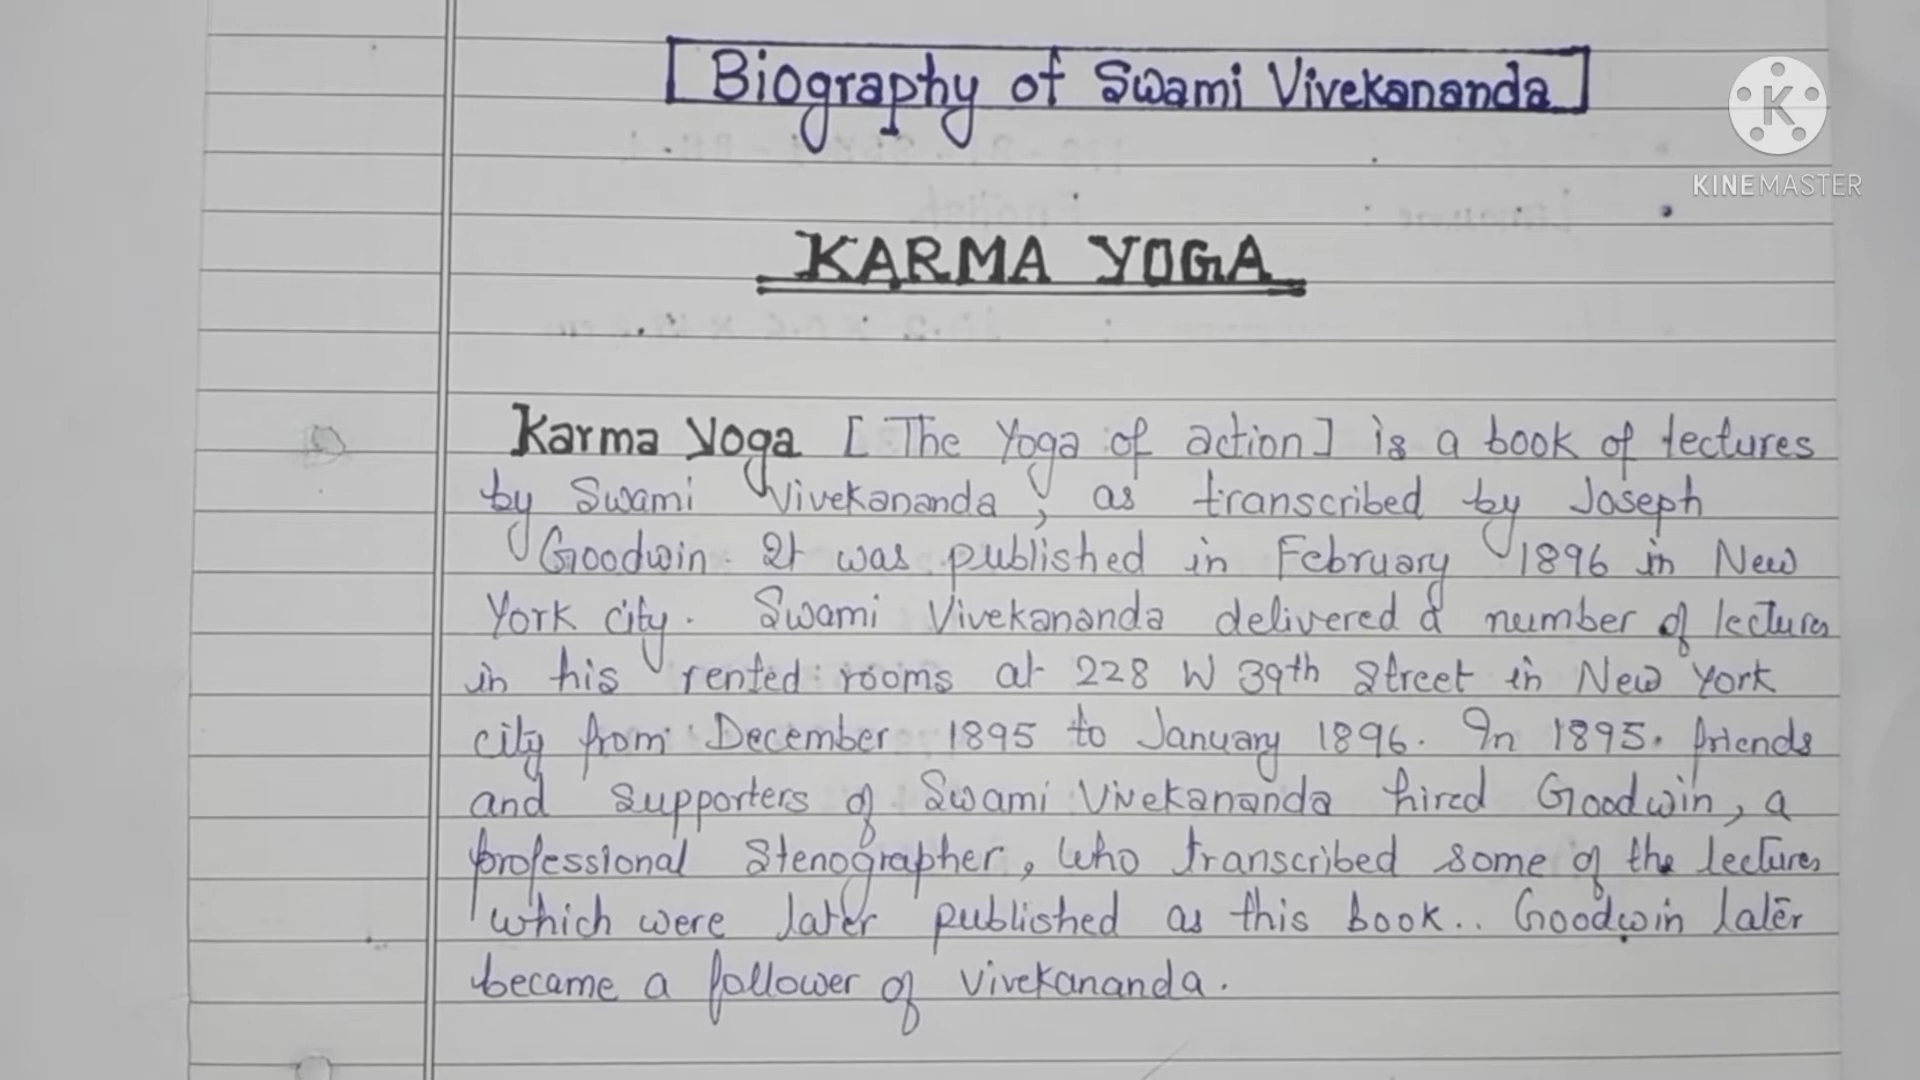 [Biography of Swami Vivekananda]
K
KINEMASTER
KARMA YOGA
Karma Yoga [The Yoga of action] is a book of lectures
by Swami Vivekananda, as transcribed by Joseph
Goodwin. It was published in February 1896 in New
York city. Swami Vivekananda delivered a number of lectures
in his rented rooms at 228 W 39th Street in New York
city from December 1895 to January 1896. In 1895. friends
and supporters of Swami Vivekananda hired Goodwin, a
professional Stenographer, who transcribed some of the lectures
which were later published as this book.. Goodwin later
became a follower of Vivekananda.